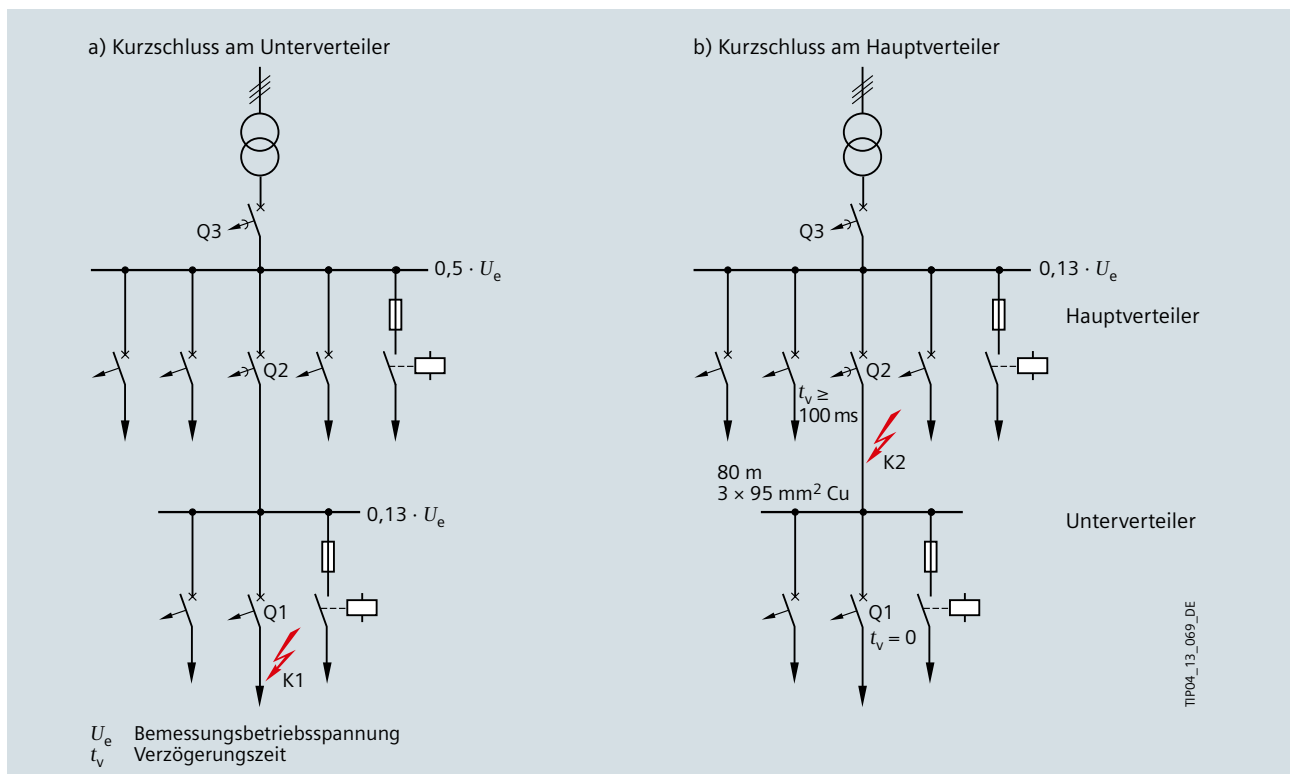 a) Kurzschluss am Unterverteiler
Q3
0,5 · Ue
Q2
0,13 · Ue
Q1
K1
Ue Bemessungsbetriebsspannung
tv Verzögerungszeit
b) Kurzschluss am Hauptverteiler
Q3
0,13 · Ue
Hauptverteiler
Q2
tv ≥
100 ms
K2
80 m
3 × 95 mm² Cu
Unterverteiler
Q1
tv = 0
K1
TIP04_13_069_DE